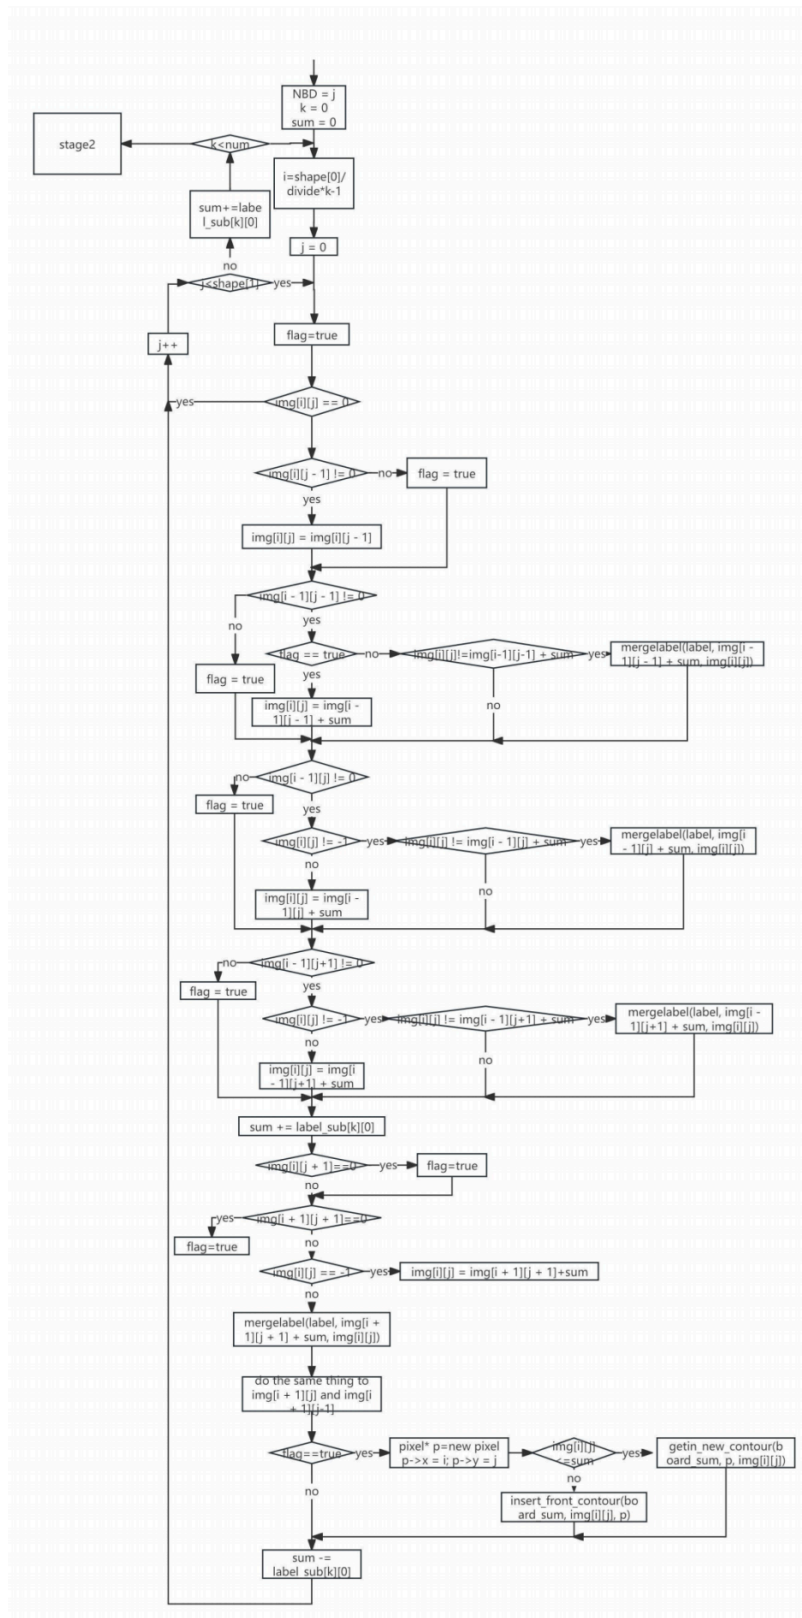 NBD = j
k = 0
sum = 0
stage2
k<num
i=shape[0]/
divide*k-1
sum+=labe
l_sub[k][0]
j = 0
no
j<shape[1]
yes
flag=true
j++
yes
img[i][j] == 0
img[i][j - 1] != 0
no
flag = true
yes
img[i][j] = img[i][j - 1]
img[i - 1][j - 1] != 0
no
yes
flag == true
no
img[i][j]!=img[i-1][j-1] + sum
yes
mergelabel(label, img[i -
1][j - 1] + sum, img[i][j])
flag = true
yes
img[i][j] = img[i -
1][j - 1] + sum
no
img[i - 1][j] != 0
no
flag = true
yes
img[i][j] != -1
yes
img[i][j] != img[i - 1][j] + sum
yes
mergelabel(label, img[i
- 1][j] + sum, img[i][j])
no
img[i][j] = img[i -
1][j] + sum
no
img[i - 1][j+1] != 0
no
flag = true
yes
img[i][j] != -1
yes
img[i][j] != img[i - 1][j+1] + sum
yes
mergelabel(label, img[i -
1][j+1] + sum, img[i][j])
no
img[i][j] = img[i
- 1][j+1] + sum
no
sum += label_sub[k][0]
img[i][j + 1]==0
yes
flag=true
no
img[i + 1][j + 1]==0
yes
flag=true
no
img[i][j] == -1
yes
img[i][j] = img[i + 1][j + 1]+sum
no
mergelabel(label, img[i +
1][j + 1] + sum, img[i][j])
do the same thing to
img[i + 1][j] and img[i
+ 1][j-1]
flag==true
yes
pixel* p=new pixel
p->x = i; p->y = j
img[i][j]
<=sum
yes
getin_new_contour(b
oard_sum, p, img[i][j])
no
no
insert_front_contour(bo
ard_sum, img[i][j], p)
sum -=
label_sub[k][0]